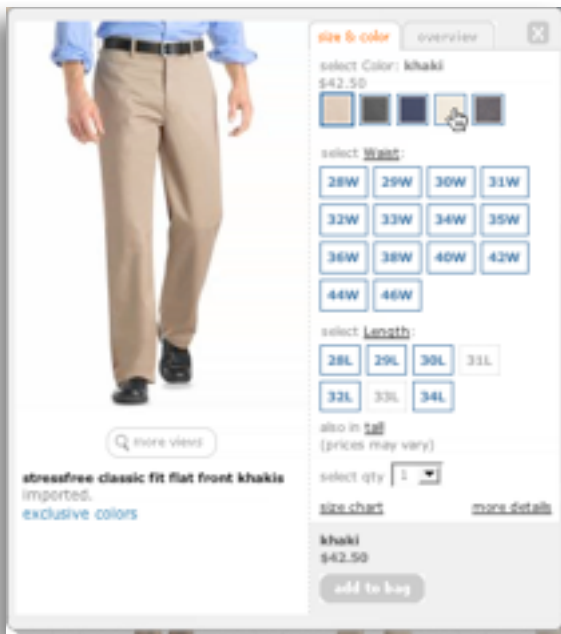 size & color
overview
select Color: khaki
$42.50
select Waist:
28W 29W 30W 31W
32W 33W 34W 35W
36W 38W 40W 42W
44W 46W
select Length:
28L 29L 30L 31L
32L 33L 34L
also in tall
(prices may vary)
select qty 1
size chart more details
khaki
$42.50
add to bag
more views
stressfree classic fit flat front khakis
imported.
exclusive colors